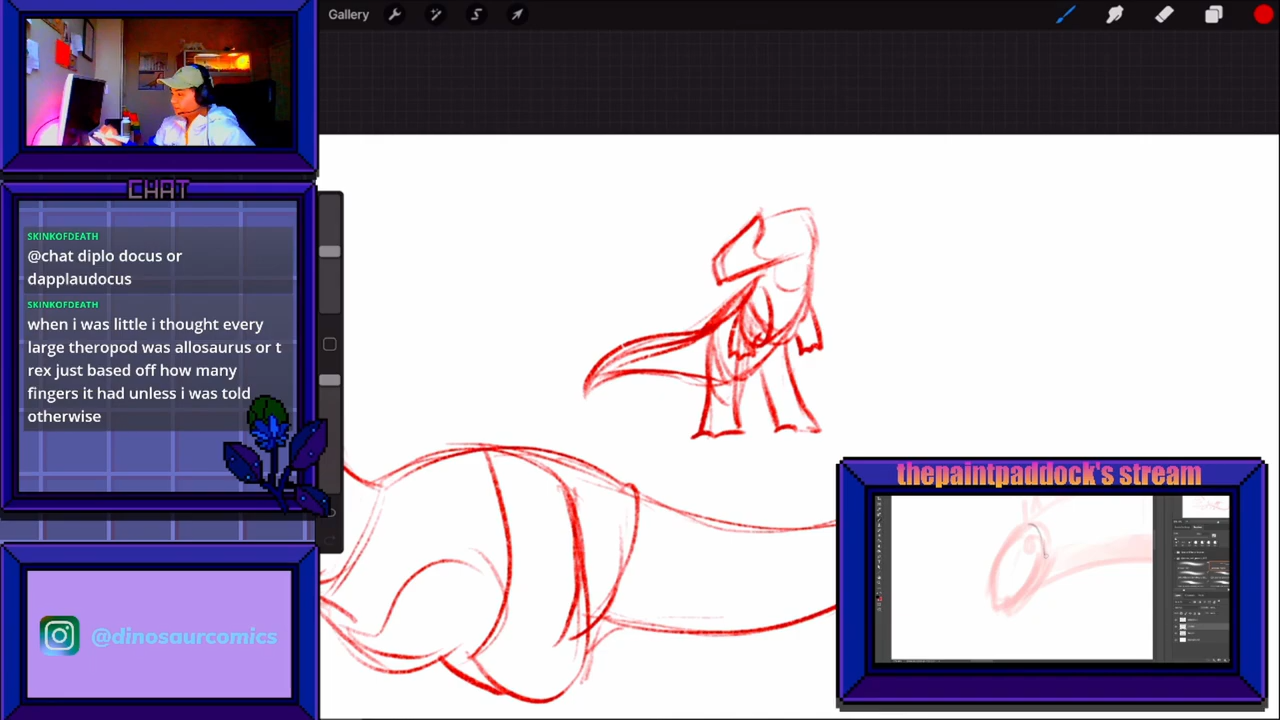 Gallery
CHAT
SKINKOFDEATH
@chat diplo docus or
dapplaudocus
SKINKOFDEATH
when i was little i thought every
large theropod was allosaurus or t
rex just based off how many
fingers it had unless i was told
otherwise
thepaintpaddock's stream
@dinosaurcomics